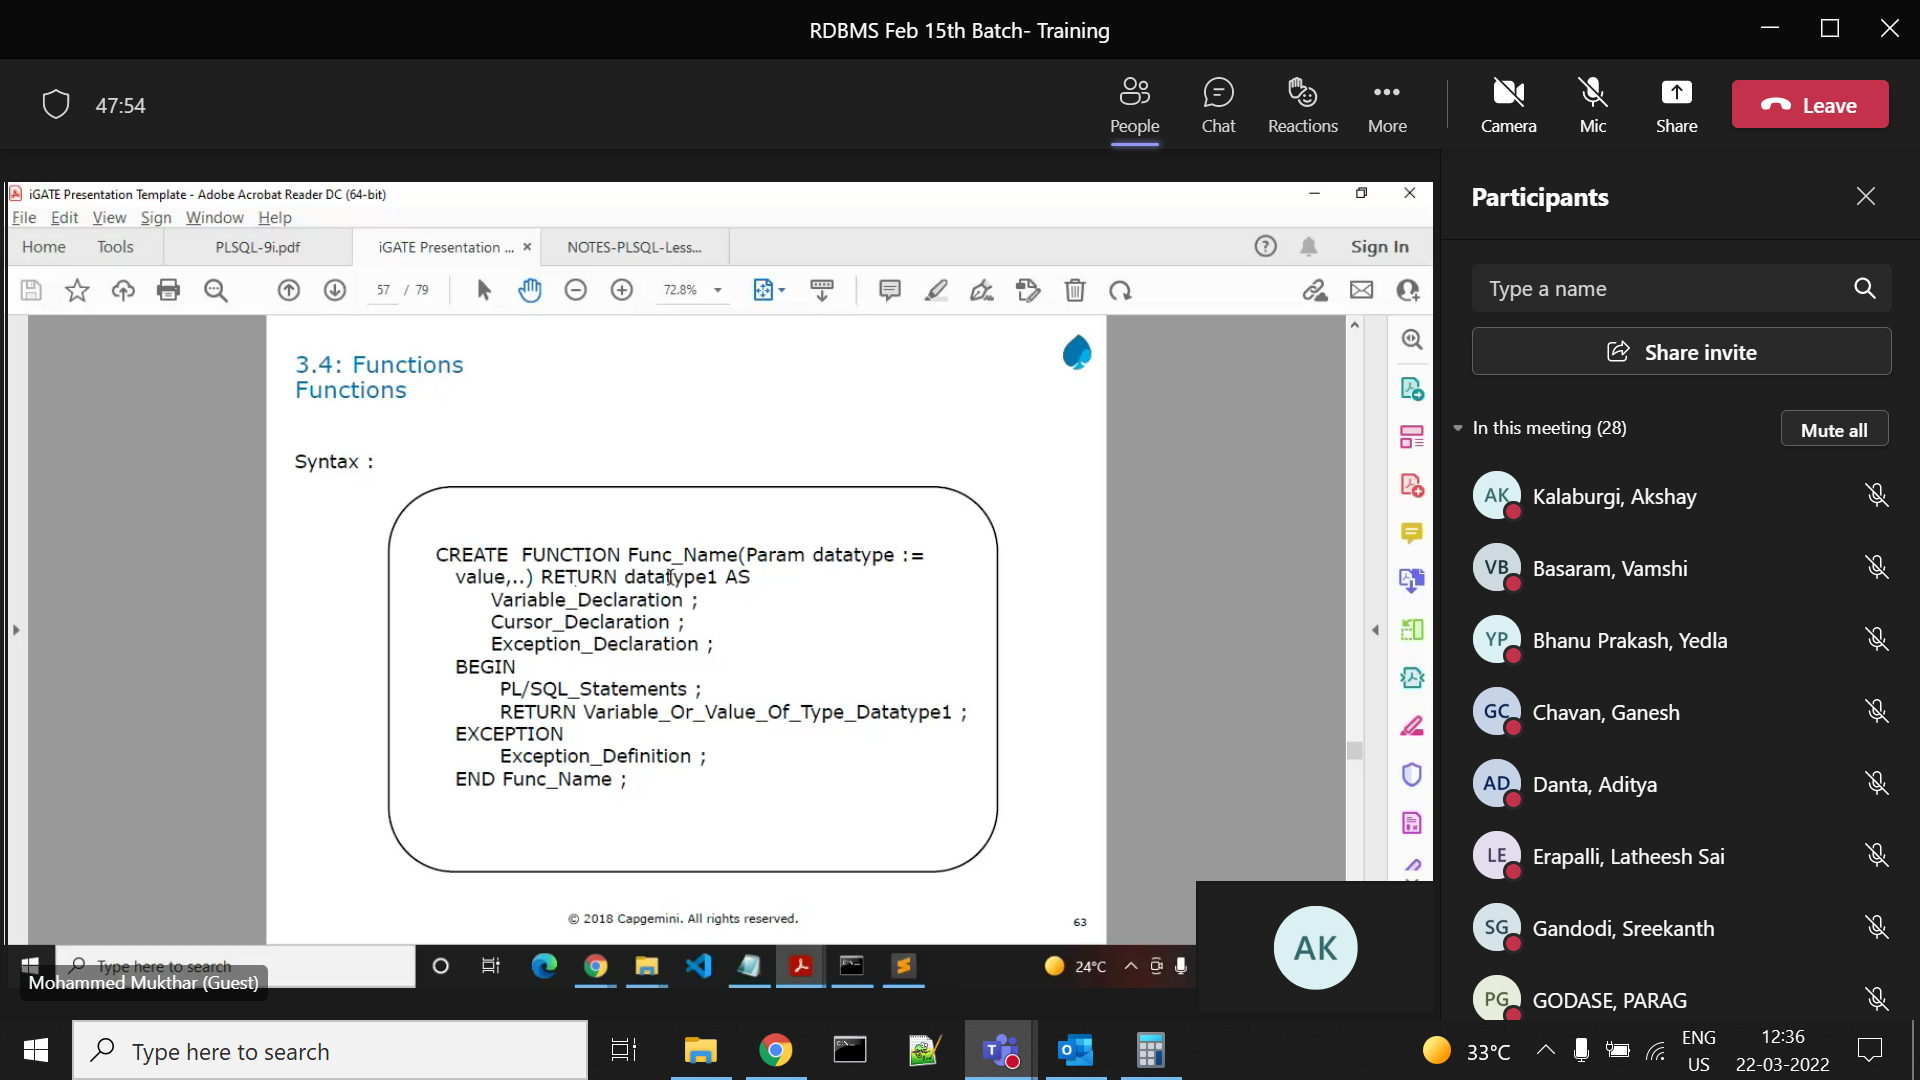 RDBMS Feb 15th Batch- Training
47:54
People
Chat
Reactions
More
Camera
Mic
Share
Leave
iGATE Presentation Template - Adobe Acrobat Reader DC (64-bit)
File Edit View Sign Window Help
Home Tools PLSQL-9i.pdf iGATE Presentation ... × NOTES-PLSQL-Less... Sign In
57 / 79 72.8%
3.4: Functions
Functions
Syntax :
CREATE FUNCTION Func_Name(Param datatype :=
value,..) RETURN datatype1 AS
Variable_Declaration ;
Cursor_Declaration ;
Exception_Declaration ;
BEGIN
PL/SQL_Statements ;
RETURN Variable_Or_Value_Of_Type_Datatype1 ;
EXCEPTION
Exception_Definition ;
END Func_Name ;
© 2018 Capgemini. All rights reserved.
63
Type here to search
24°C
Mohammed Mukthar (Guest)
AK
Participants
Type a name
Share invite
In this meeting (28)
Mute all
AK Kalaburgi, Akshay
VB Basaram, Vamshi
YP Bhanu Prakash, Yedla
GC Chavan, Ganesh
AD Danta, Aditya
LE Erapalli, Latheesh Sai
SG Gandodi, Sreekanth
PG GODASE, PARAG
Type here to search
33°C
ENG
US
12:36
22-03-2022